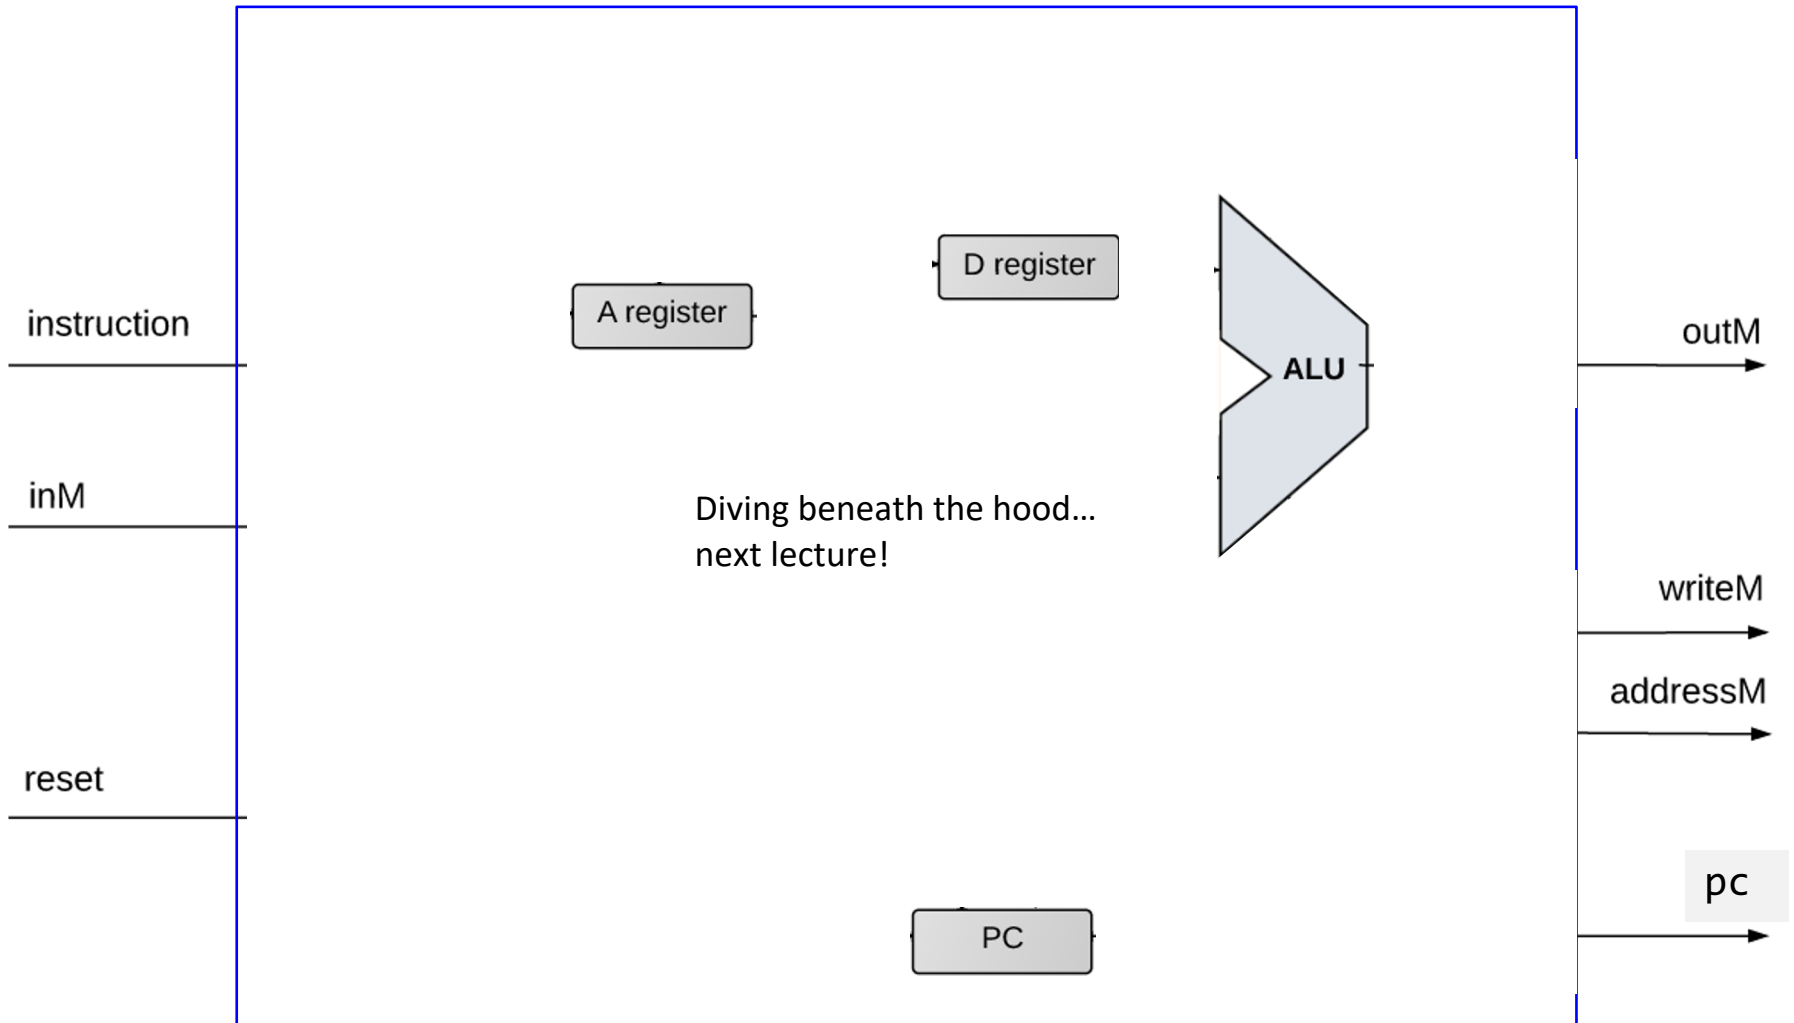 D register
A register
instruction
outM
ALU
inM
Diving beneath the hood…
next lecture!
writeM
addressM
reset
pc
PC